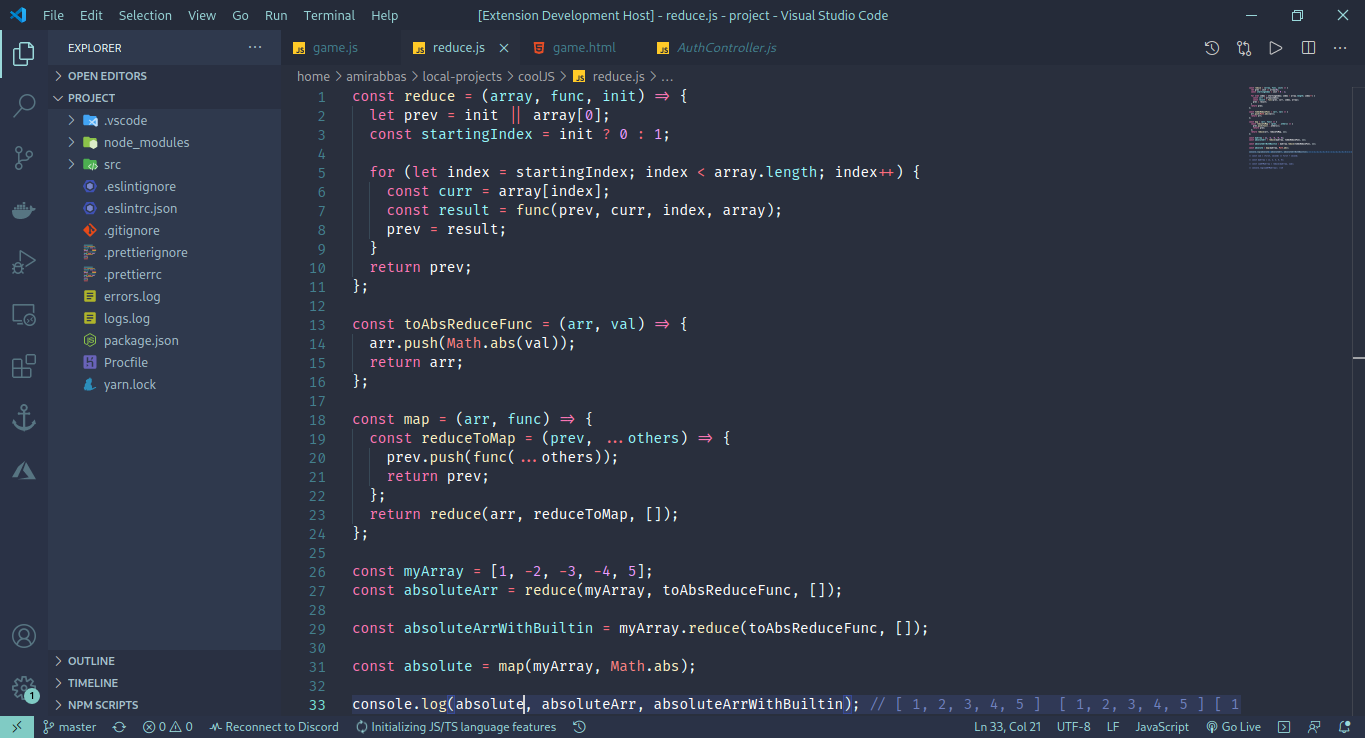 File Edit Selection View Go Run Terminal Help [Extension Development Host] - reduce.js - project - Visual Studio Code
EXPLORER ...
OPEN EDITORS
PROJECT
.vscode
node_modules
src
.eslintignore
.eslintrc.json
.gitignore
.prettierignore
.prettierrc
errors.log
logs.log
package.json
Procfile
yarn.lock
OUTLINE
TIMELINE
NPM SCRIPTS
1
JS game.js JS reduce.js 5 game.html JS AuthController.js ...
home > amirabbas > local-projects > coolJS > JS reduce.js > ...
1 const reduce = (array, func, init) => {
2 let prev = init || array[0];
3 const startingIndex = init ? 0 : 1;
4
5 for (let index = startingIndex; index < array.length; index++) {
6 const curr = array[index];
7 const result = func(prev, curr, index, array);
8 prev = result;
9 }
10 return prev;
11 };
12
13 const toAbsReduceFunc = (arr, val) => {
14 arr.push(Math.abs(val));
15 return arr;
16 };
17
18 const map = (arr, func) => {
19 const reduceToMap = (prev, ...others) => {
20 prev.push(func(...others));
21 return prev;
22 };
23 return reduce(arr, reduceToMap, []);
24 };
25
26 const myArray = [1, -2, -3, -4, 5];
27 const absoluteArr = reduce(myArray, toAbsReduceFunc, []);
28
29 const absoluteArrWithBuiltin = myArray.reduce(toAbsReduceFunc, []);
30
31 const absolute = map(myArray, Math.abs);
32
33 console.log(absolute, absoluteArr, absoluteArrWithBuiltin); // [ 1, 2, 3, 4, 5 ] [ 1, 2, 3, 4, 5 ] [ 1
master 0 0 Reconnect to Discord Initializing JS/TS language features Ln 33, Col 21 UTF-8 LF JavaScript Go Live